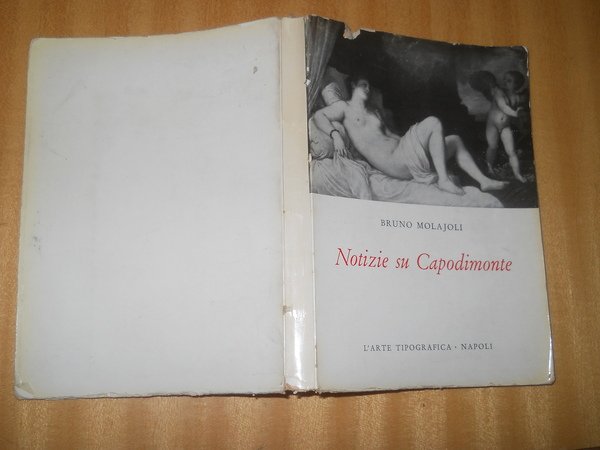 BRUNO MOLAJOLI
Notizie su Capodimonte
L'ARTE TIPOGRAFICA - NAPOLI